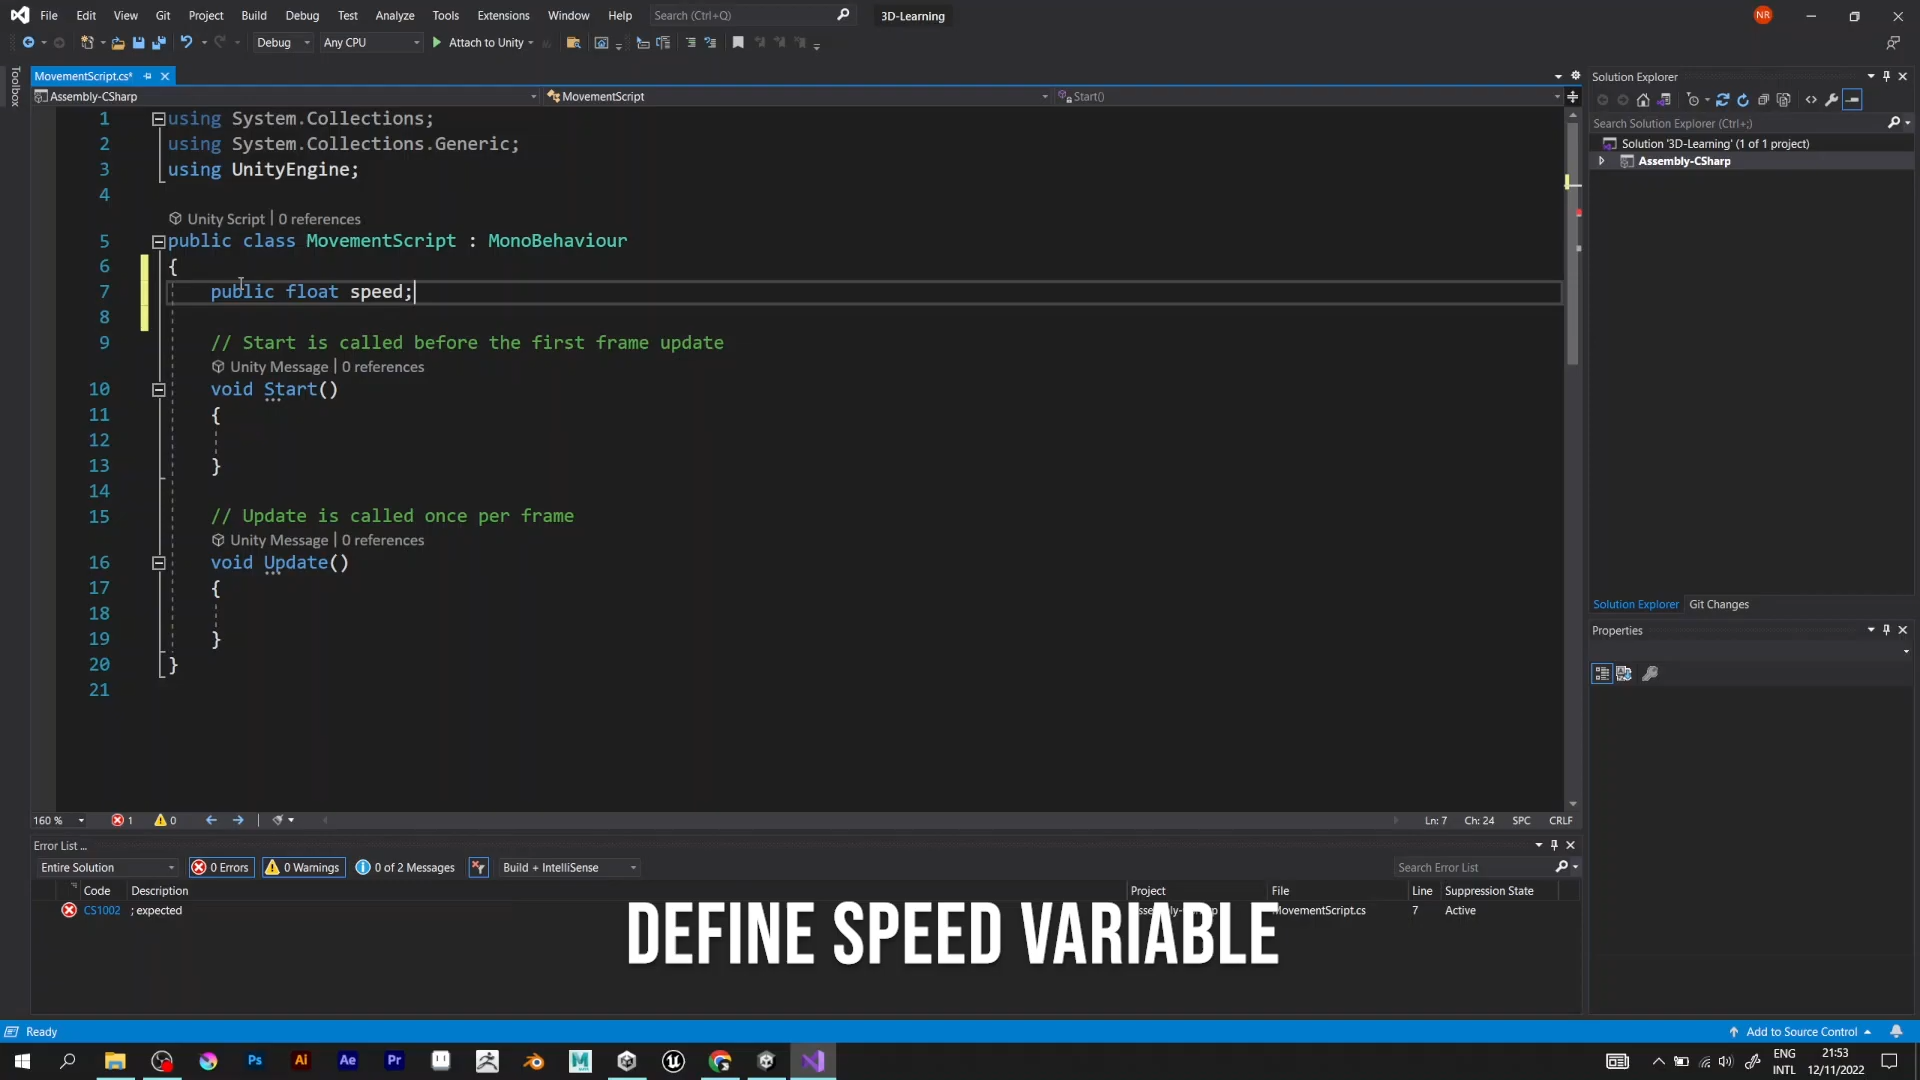 File Edit View Git Project Build Debug Test Analyze Tools Extensions Window Help Search (Ctrl+Q) 3D-Learning NR
Debug Any CPU Attach to Unity
Toolbox
MovementScript.cs*
Assembly-CSharp MovementScript Start()
1 using System.Collections;
2 using System.Collections.Generic;
3 using UnityEngine;
4
Unity Script | 0 references
5 public class MovementScript : MonoBehaviour
6 {
7 public float speed;
8
9 // Start is called before the first frame update
Unity Message | 0 references
10 void Start()
11 {
12
13 }
14
15 // Update is called once per frame
Unity Message | 0 references
16 void Update()
17 {
18
19 }
20 }
21
160 % 1 0 Ln: 7 Ch: 24 SPC CRLF
Error List ...
Entire Solution 0 Errors 0 Warnings 0 of 2 Messages Build + IntelliSense Search Error List
Code Description Project File Line Suppression State
CS1002 ; expected Assembly-CSharp MovementScript.cs 7 Active
DEFINE SPEED VARIABLE
Solution Explorer
Search Solution Explorer (Ctrl+;)
Solution '3D-Learning' (1 of 1 project)
Assembly-CSharp
Solution Explorer Git Changes
Properties
Ready Add to Source Control
Ps Ai Ae Pr M
ENG
INTL
21:53
12/11/2022